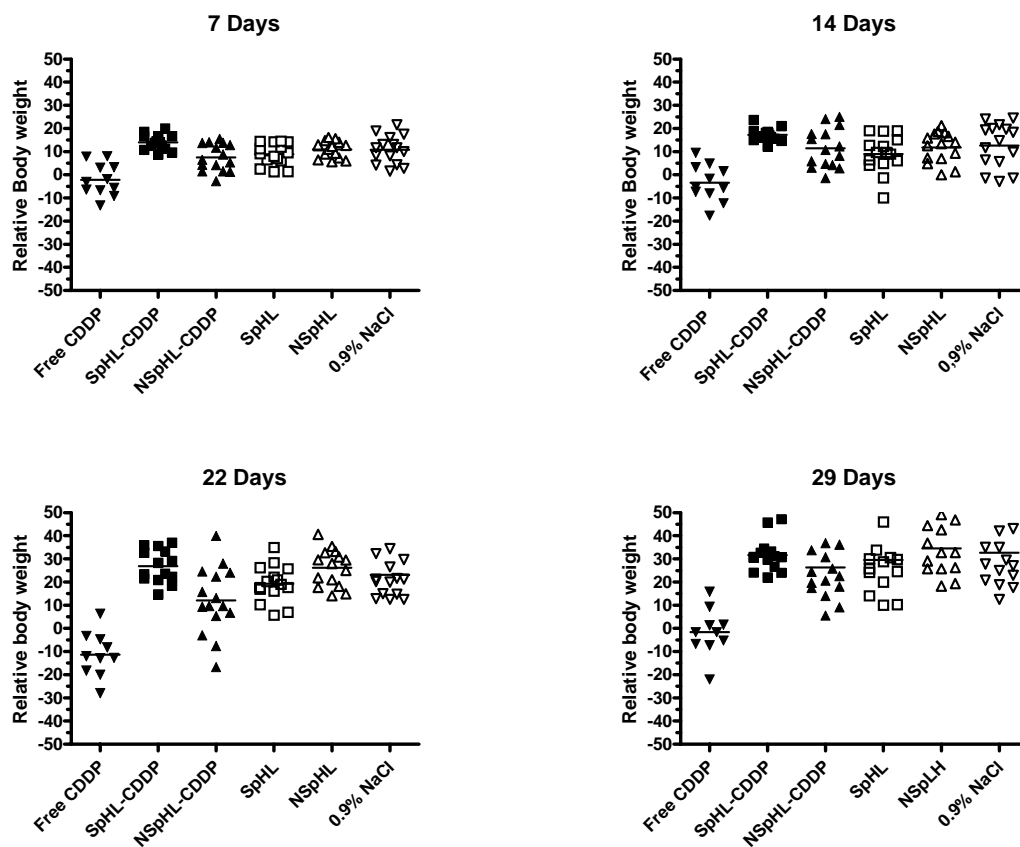 7 Days
Relative Body weight
50
40
30
20
10
0
-10
-20
-30
-40
-50
Free CDDP
SpHL-CDDP
NSpHL-CDDP
SpHL
NSpHL
0.9% NaCl
14 Days
Relative Body weight
50
40
30
20
10
0
-10
-20
-30
-40
-50
Free CDDP
SpHL-CDDP
NSpHL-CDDP
SpHL
NSpHL
0,9% NaCl
22 Days
Relative body weight
50
40
30
20
10
0
-10
-20
-30
-40
-50
Free CDDP
SpHL-CDDP
NSpHL-CDDP
SpHL
NSpHL
0.9% NaCl
29 Days
Relative body weight
50
40
30
20
10
0
-10
-20
-30
-40
-50
Free CDDP
SpHL-CDDP
NSpHL-CDDP
SpHL
NSpLH
0.9% NaCl